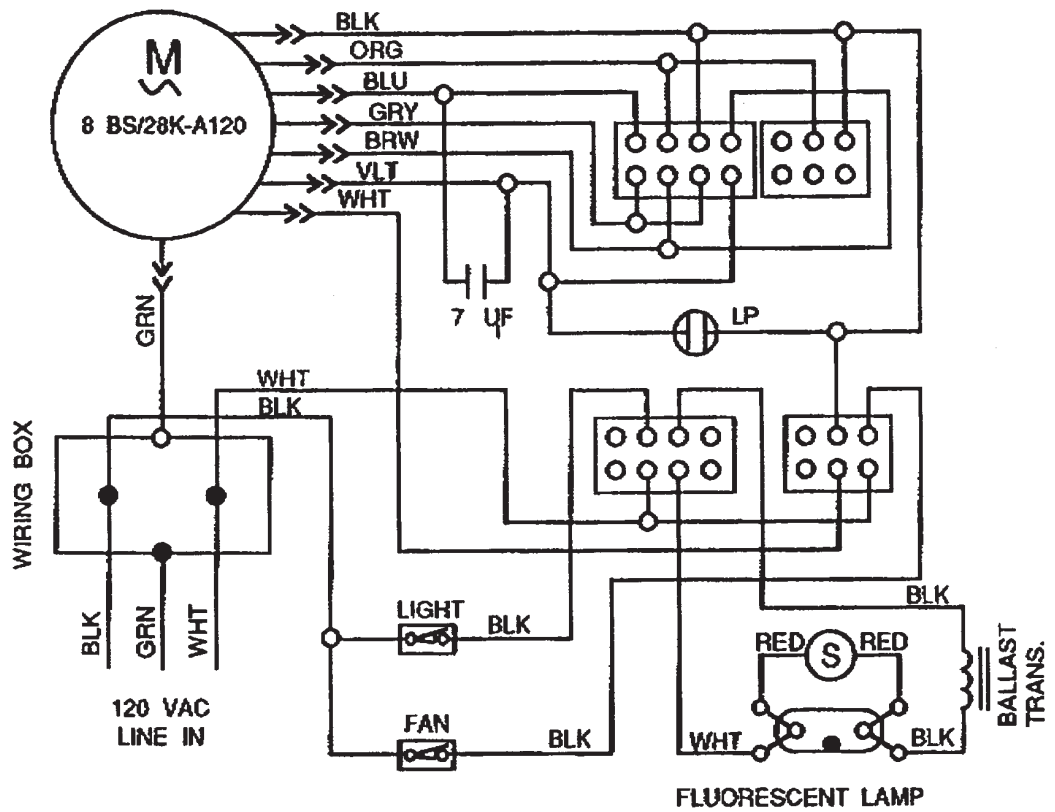 BLK
ORG
M
BLU
8 BS/28K-A120
GRY
BRW
VLT
WHT
GRN
7 UF
LP
WHT
BLK
WIRING BOX
BLK
GRN
WHT
LIGHT
BLK
BLK
RED
S
RED
BALLAST
TRANS.
120 VAC
LINE IN
FAN
BLK
WHT
BLK
FLUORESCENT LAMP